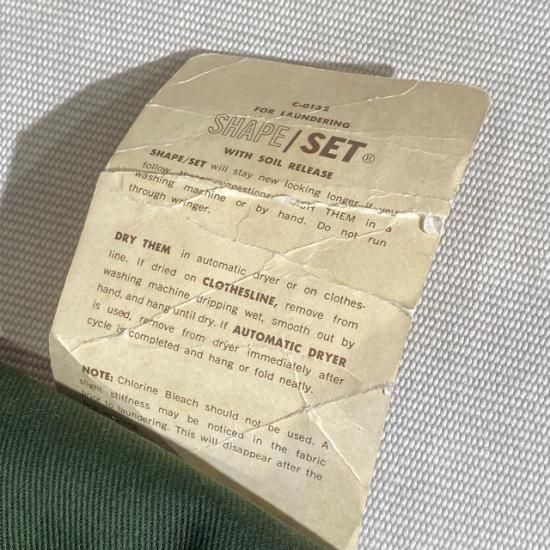 C-0132
FOR LAUNDERING
SHAPE/SET®
WITH SOIL RELEASE
SHAPE/SET will stay new looking longer if you
follow these suggestions. WASH THEM in a
washing machine or by hand. Do not run
through wringer.
DRY THEM in automatic dryer or on clothes-
line. If dried on CLOTHESLINE, remove from
washing machine dripping wet, smooth out by
hand, and hang until dry. If AUTOMATIC DRYER
is used, remove from dryer immediately after
cycle is completed and hang or fold neatly.
NOTE: Chlorine Bleach should not be used. A
slight stiffness may be noticed in the fabric
prior to laundering. This will disappear after the
first washing.